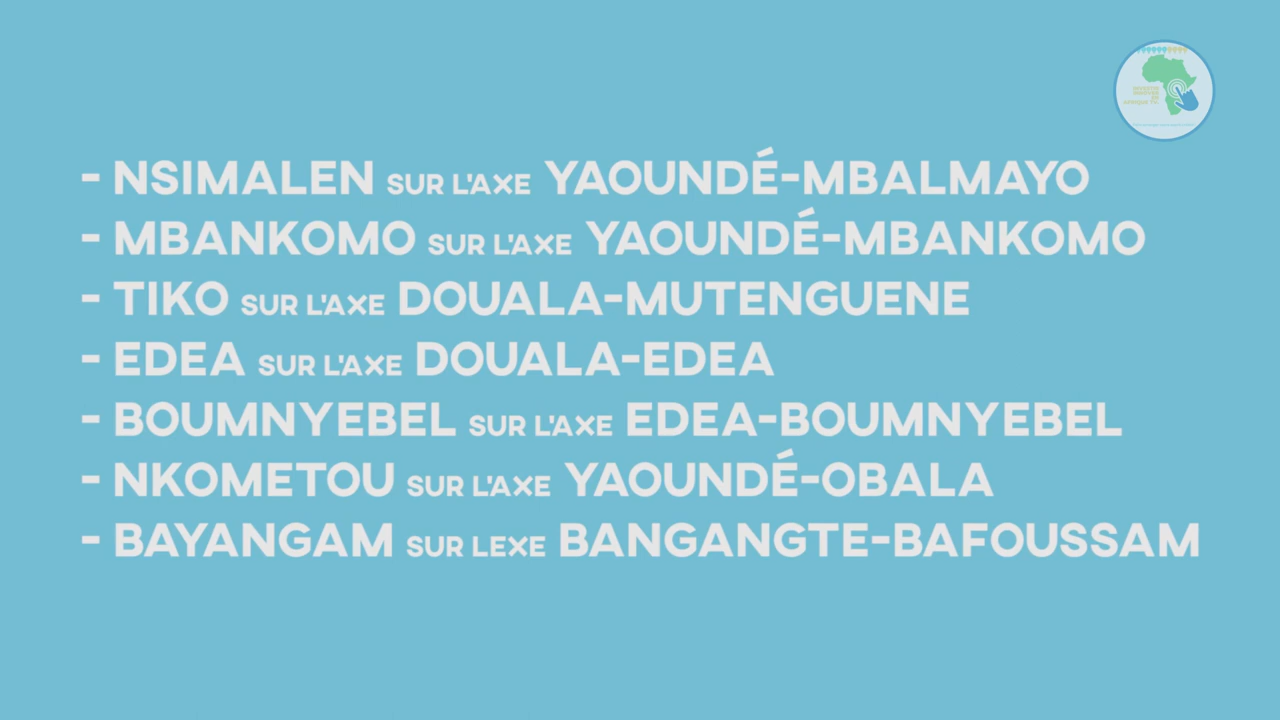 - NSIMALEN SUR L'AXE YAOUNDÉ-MBALMAYO
- MBANKOMO SUR L'AXE YAOUNDÉ-MBANKOMO
- TIKO SUR L'AXE DOUALA-MUTENGUENE
- EDEA SUR L'AXE DOUALA-EDEA
- BOUMNYEBEL SUR L'AXE EDEA-BOUMNYEBEL
- NKOMETOU SUR L'AXE YAOUNDÉ-OBALA
- BAYANGAM SUR LEXE BANGANGTE-BAFOUSSAM